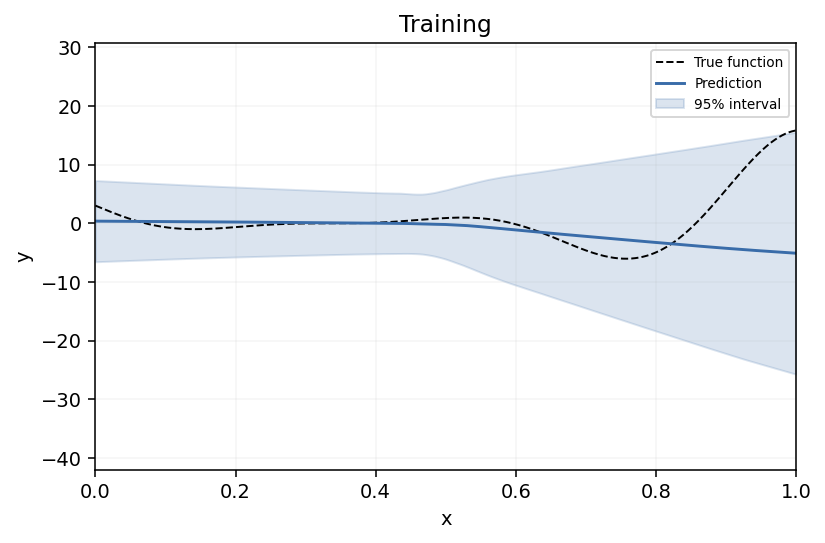 Training
30
20
10
0
−10
−20
−30
−40
y
0.0 0.2 0.4 0.6 0.8 1.0
x
True function
Prediction
95% interval